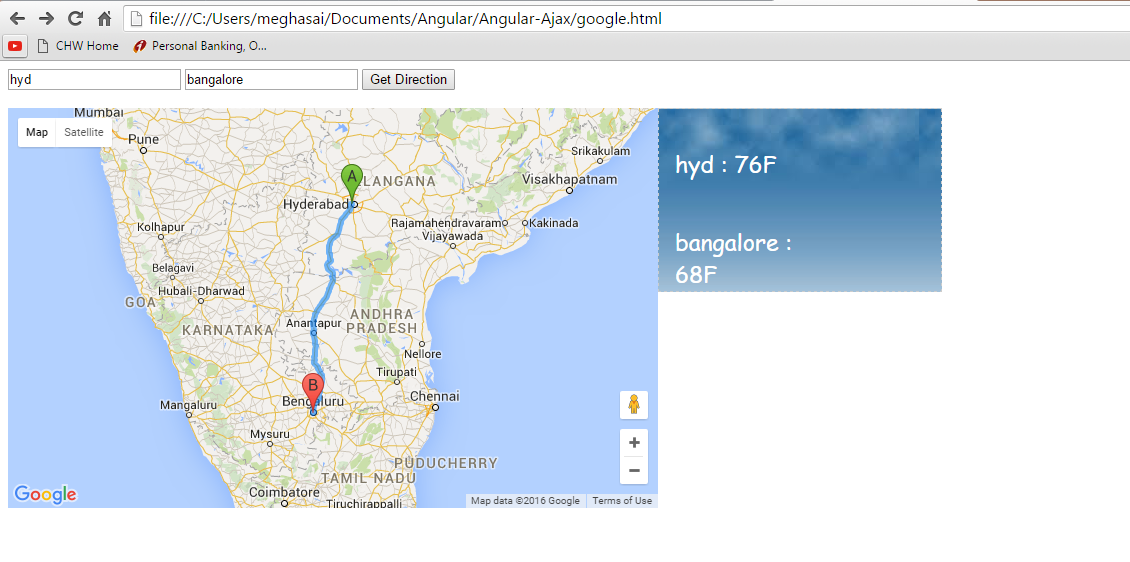 file:///C:/Users/meghasai/Documents/Angular/Angular-Ajax/google.html
CHW Home Personal Banking, O...
hyd bangalore Get Direction
Mumbai
Map Satellite
Pune
Srikakulam
hyd : 76F
LANGANA
A
Visakhapatnam
Hyderabad
Rajamahendravaram Kakinada
Kolhapur
Vijayawada
bangalore :
68F
Belagavi
Hubali-Dharwad
GOA
ANDHRA
PRADESH
Anantapur
KARNATAKA
Nellore
Tirupati
B
Bengaluru
Chennai
Mangaluru
Mysuru
PUDUCHERRY
TAMIL NADU
Coimbatore
Google
Map data ©2016 Google Terms of Use
Tiruchirappalli